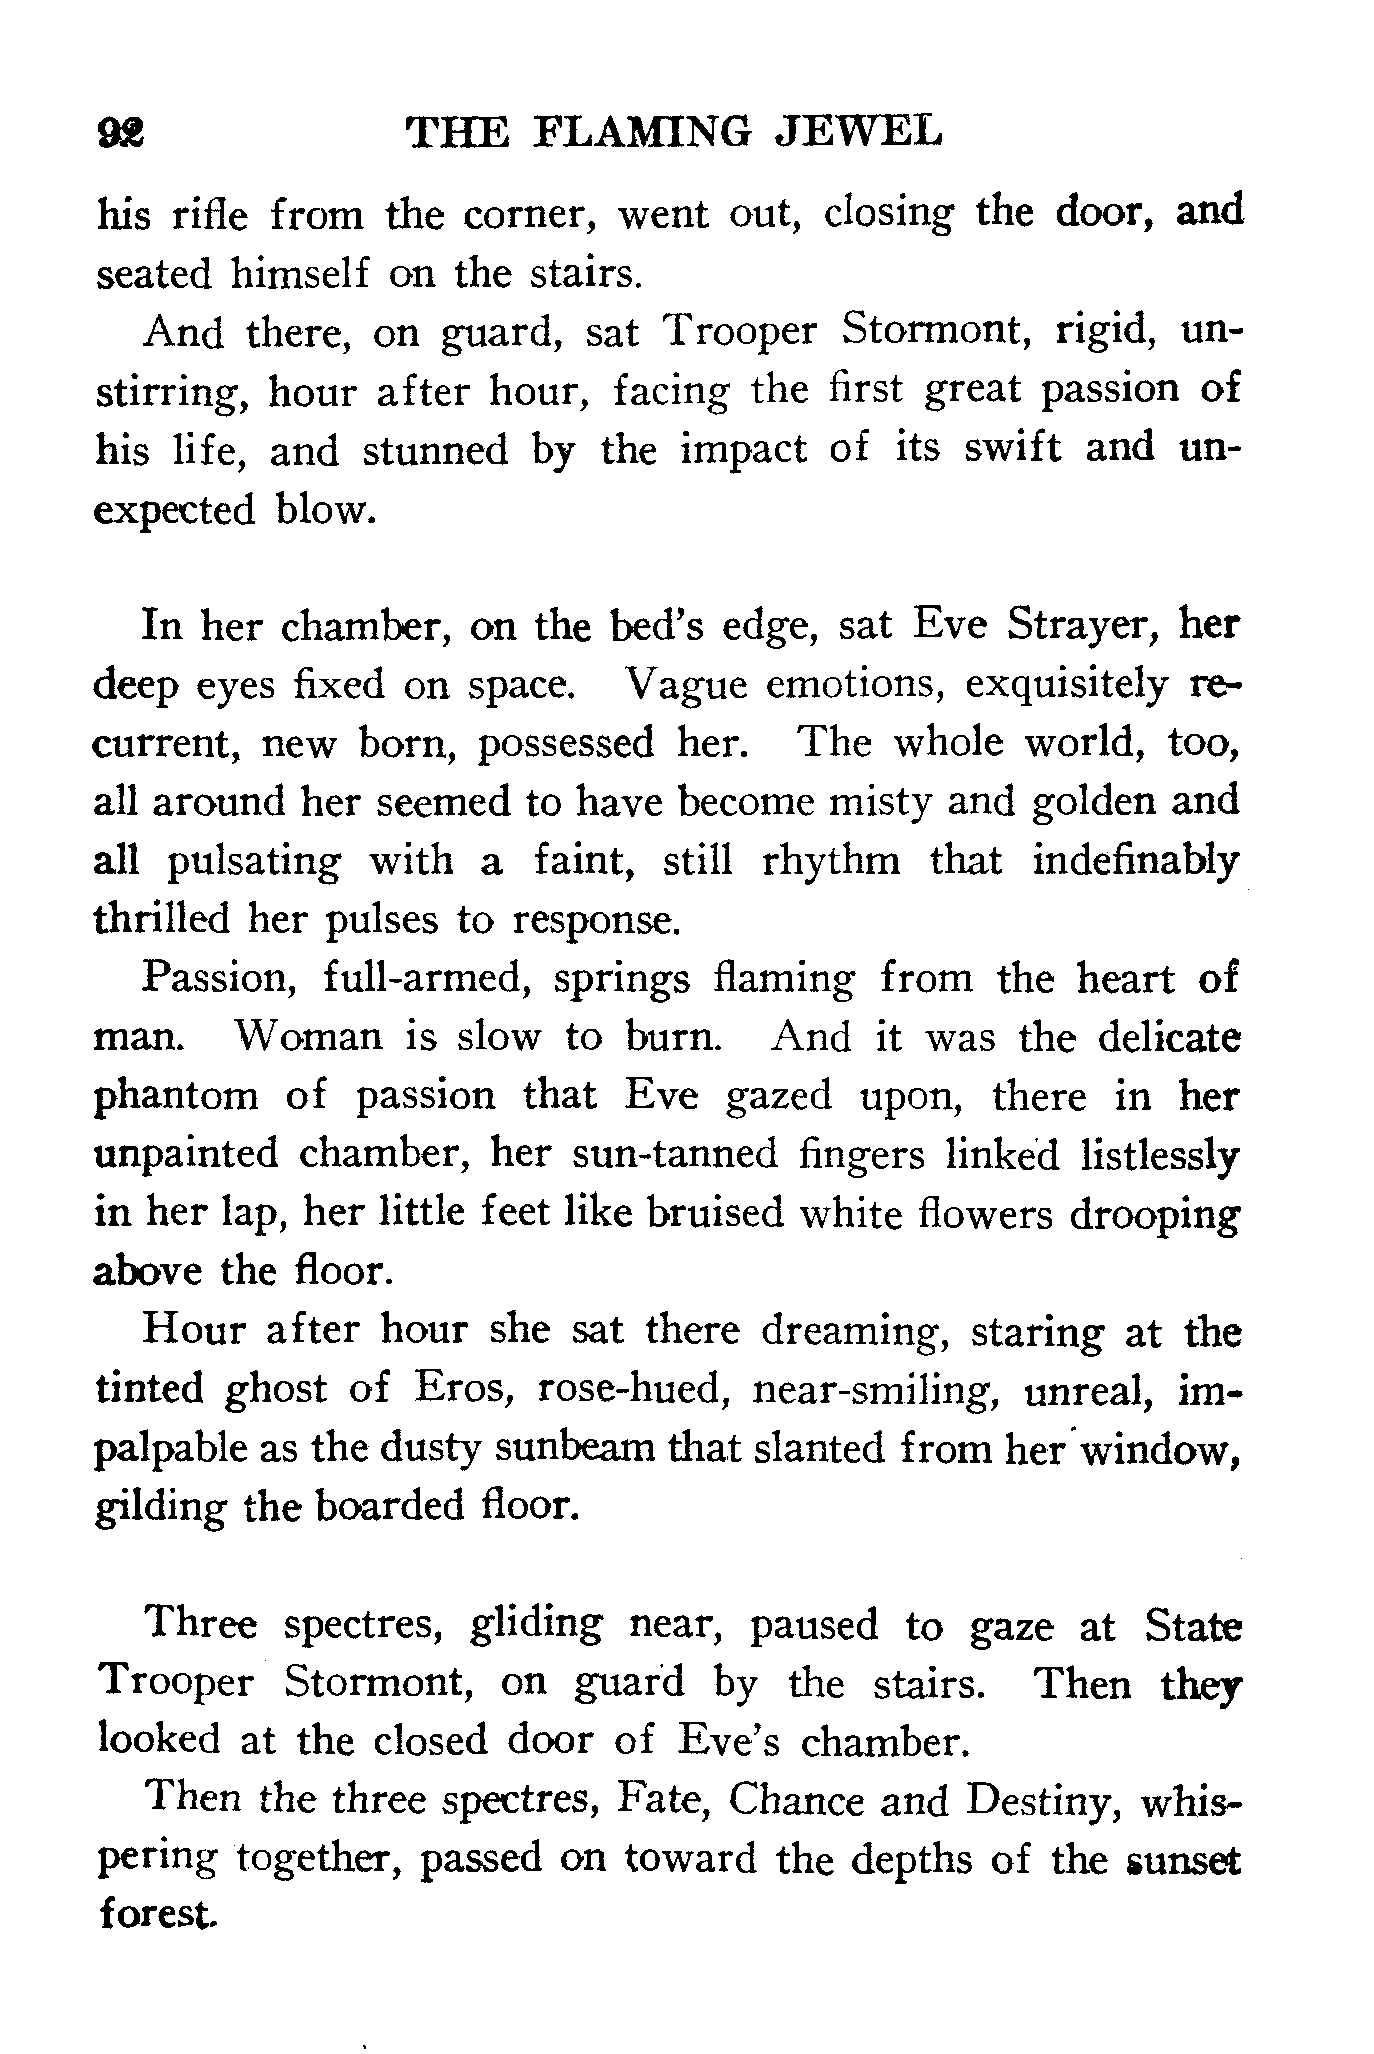 92 THE FLAMING JEWEL
his rifle from the corner, went out, closing the door, and
seated himself on the stairs.
And there, on guard, sat Trooper Stormont, rigid, un-
stirring, hour after hour, facing the first great passion of
his life, and stunned by the impact of its swift and un-
expected blow.
In her chamber, on the bed's edge, sat Eve Strayer, her
deep eyes fixed on space. Vague emotions, exquisitely re-
current, new born, possessed her. The whole world, too,
all around her seemed to have become misty and golden and
all pulsating with a faint, still rhythm that indefinably
thrilled her pulses to response.
Passion, full-armed, springs flaming from the heart of
man. Woman is slow to burn. And it was the delicate
phantom of passion that Eve gazed upon, there in her
unpainted chamber, her sun-tanned fingers linked listlessly
in her lap, her little feet like bruised white flowers drooping
above the floor.
Hour after hour she sat there dreaming, staring at the
tinted ghost of Eros, rose-hued, near-smiling, unreal, im-
palpable as the dusty sunbeam that slanted from her window,
gilding the boarded floor.
Three spectres, gliding near, paused to gaze at State
Trooper Stormont, on guard by the stairs. Then they
looked at the closed door of Eve's chamber.
Then the three spectres, Fate, Chance and Destiny, whis-
pering together, passed on toward the depths of the sunset
forest.